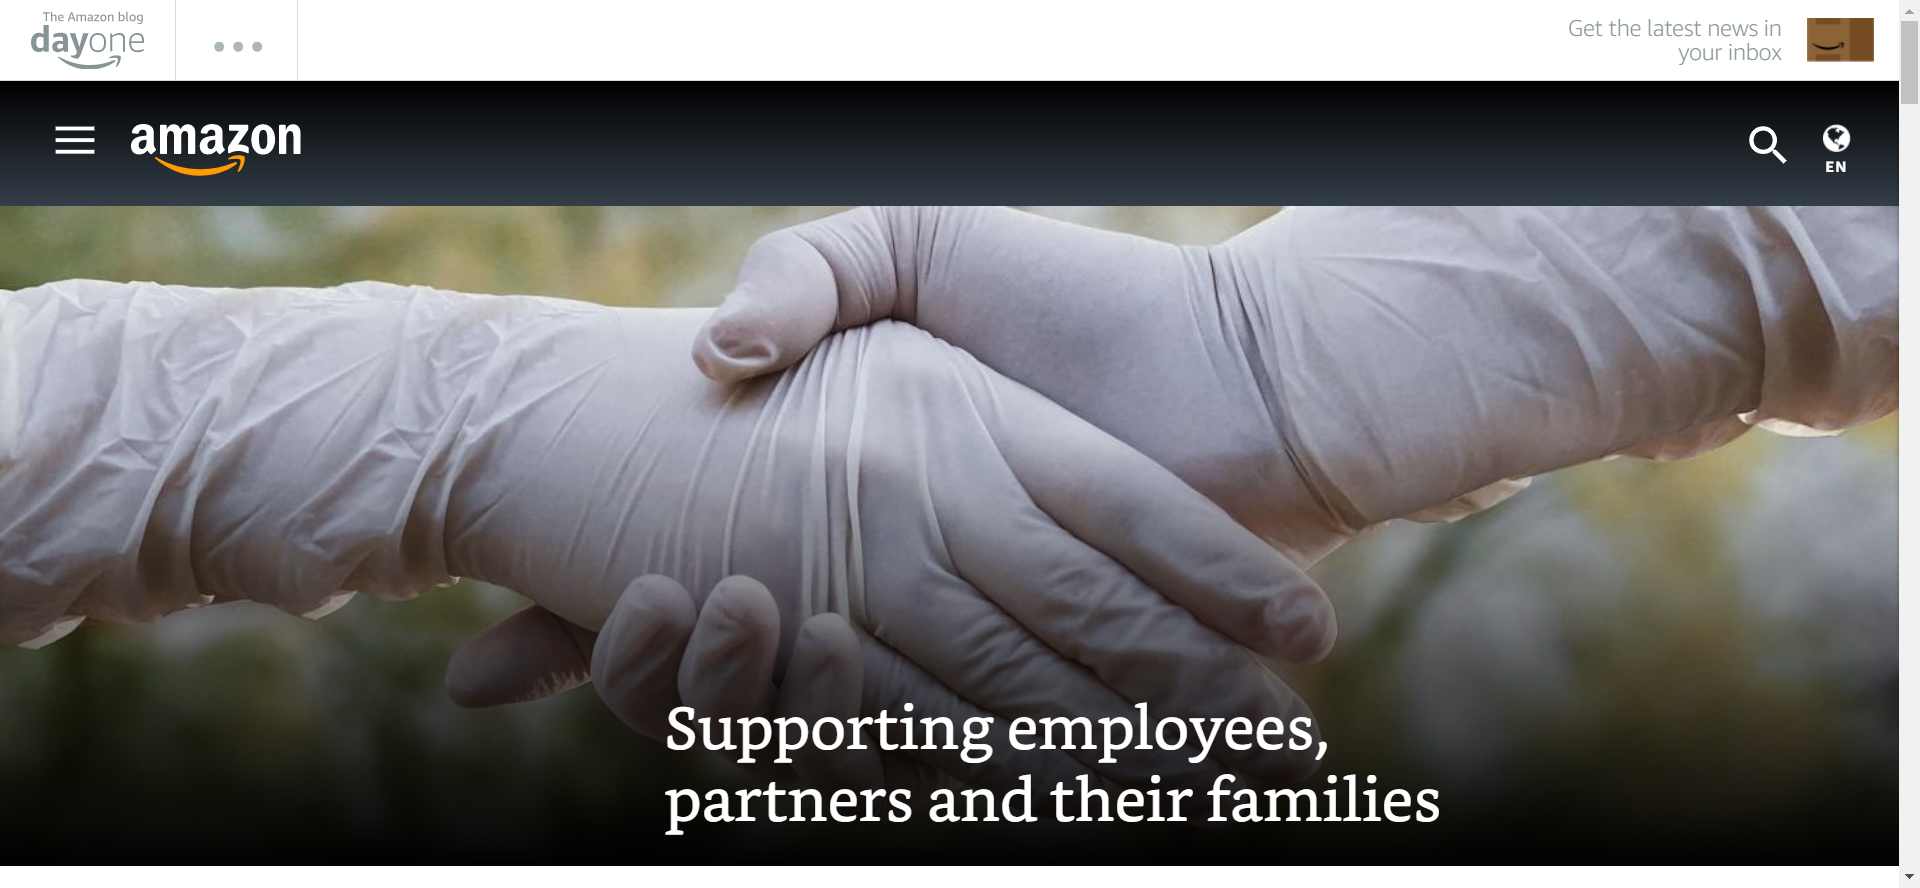 The Amazon blog
dayone
Get the latest news in
your inbox
amazon
EN
Supporting employees,
partners and their families